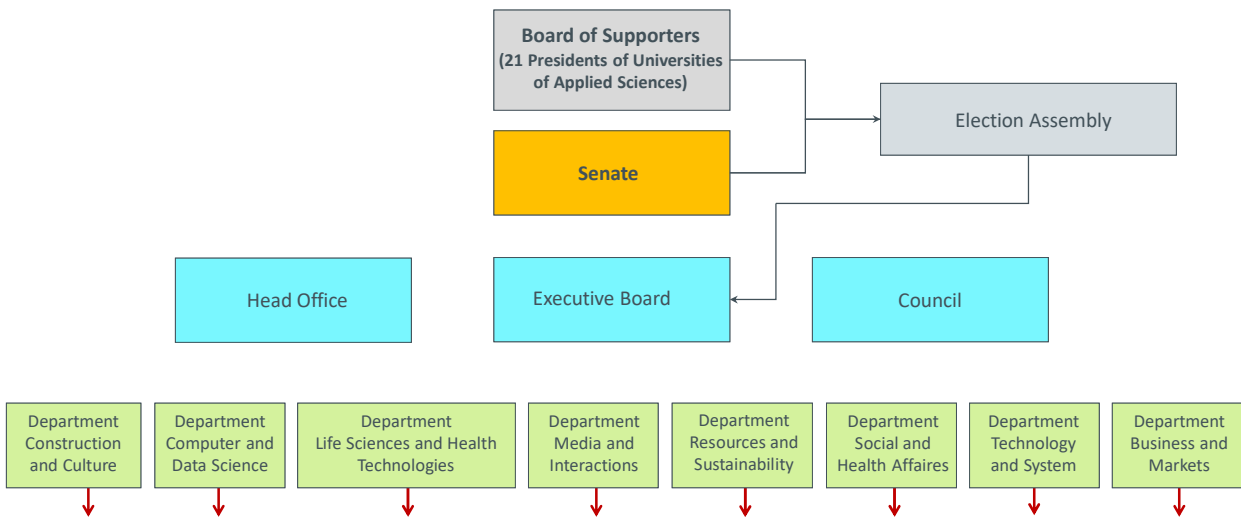 Board of Supporters
(21 Presidents of Universities
of Applied Sciences)
Election Assembly
Senate
Head Office
Executive Board
Council
Department
Construction
and Culture
Department
Computer and
Data Science
Department
Life Sciences and Health
Technologies
Department
Media and
Interactions
Department
Resources and
Sustainability
Department
Social and
Health Affaires
Department
Technology
and System
Department
Business and
Markets